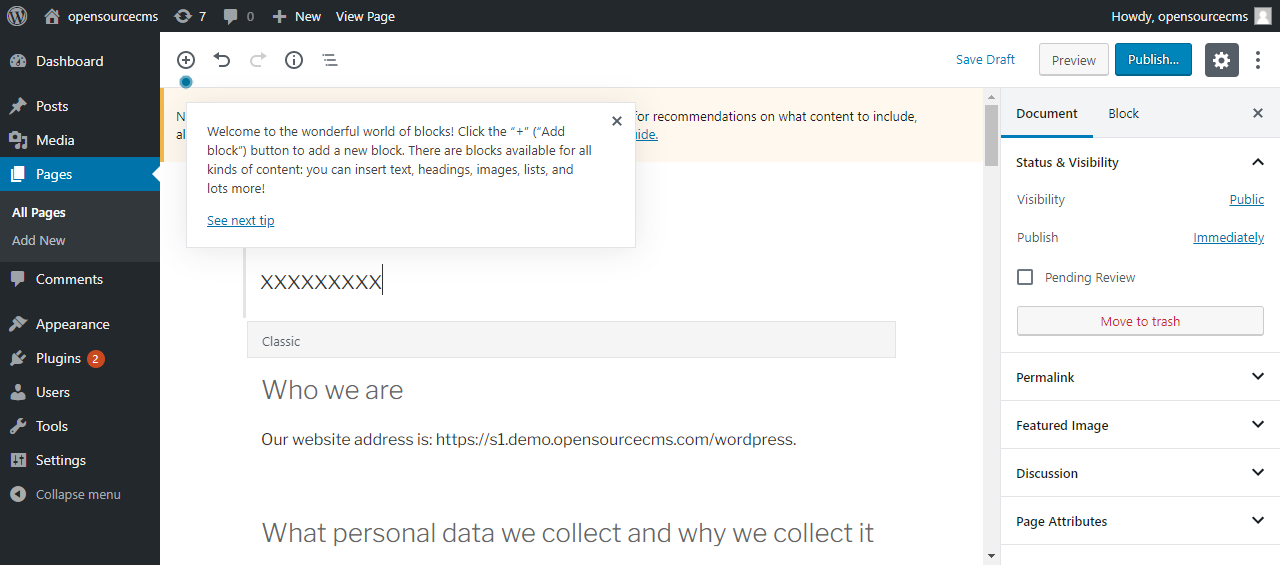 opensourcecms 7 0 New View Page Howdy, opensourcecms
Dashboard
Posts
Media
Pages
All Pages
Add New
Comments
Appearance
Plugins 2
Users
Tools
Settings
Collapse menu
Save Draft Preview Publish...
for recommendations on what content to include,
Welcome to the wonderful world of blocks! Click the “+” (“Add
block”) button to add a new block. There are blocks available for all
kinds of content: you can insert text, headings, images, lists, and
lots more!
See next tip
XXXXXXXXX
Classic
Who we are
Our website address is: https://s1.demo.opensourcecms.com/wordpress.
What personal data we collect and why we collect it
Document Block
Status & Visibility
Visibility Public
Publish Immediately
Pending Review
Move to trash
Permalink
Featured Image
Discussion
Page Attributes